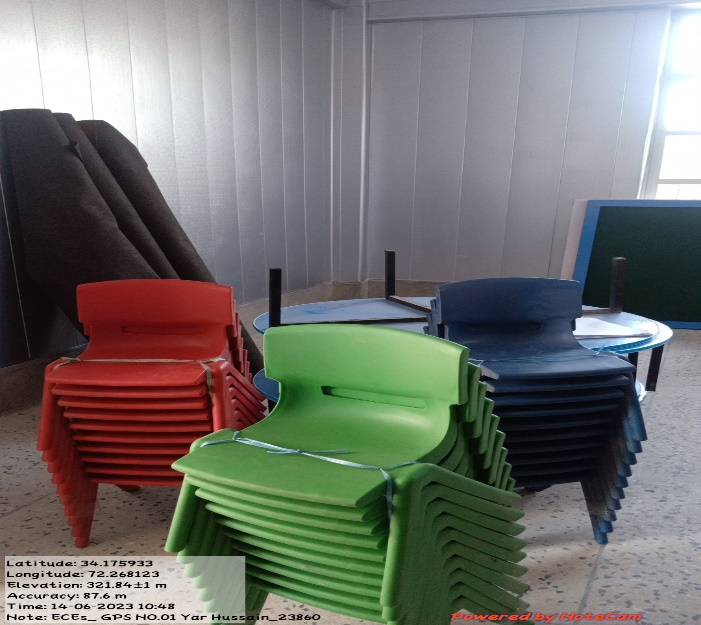 Latitude: 34.175933
Longitude: 72.268123
Elevation: 321.84±1 m
Accuracy: 87.6 m
Time: 14-06-2023 10:48
Note: ECEs_ GPS NO.01 Yar Hussain_23860
Powered by NoteCam